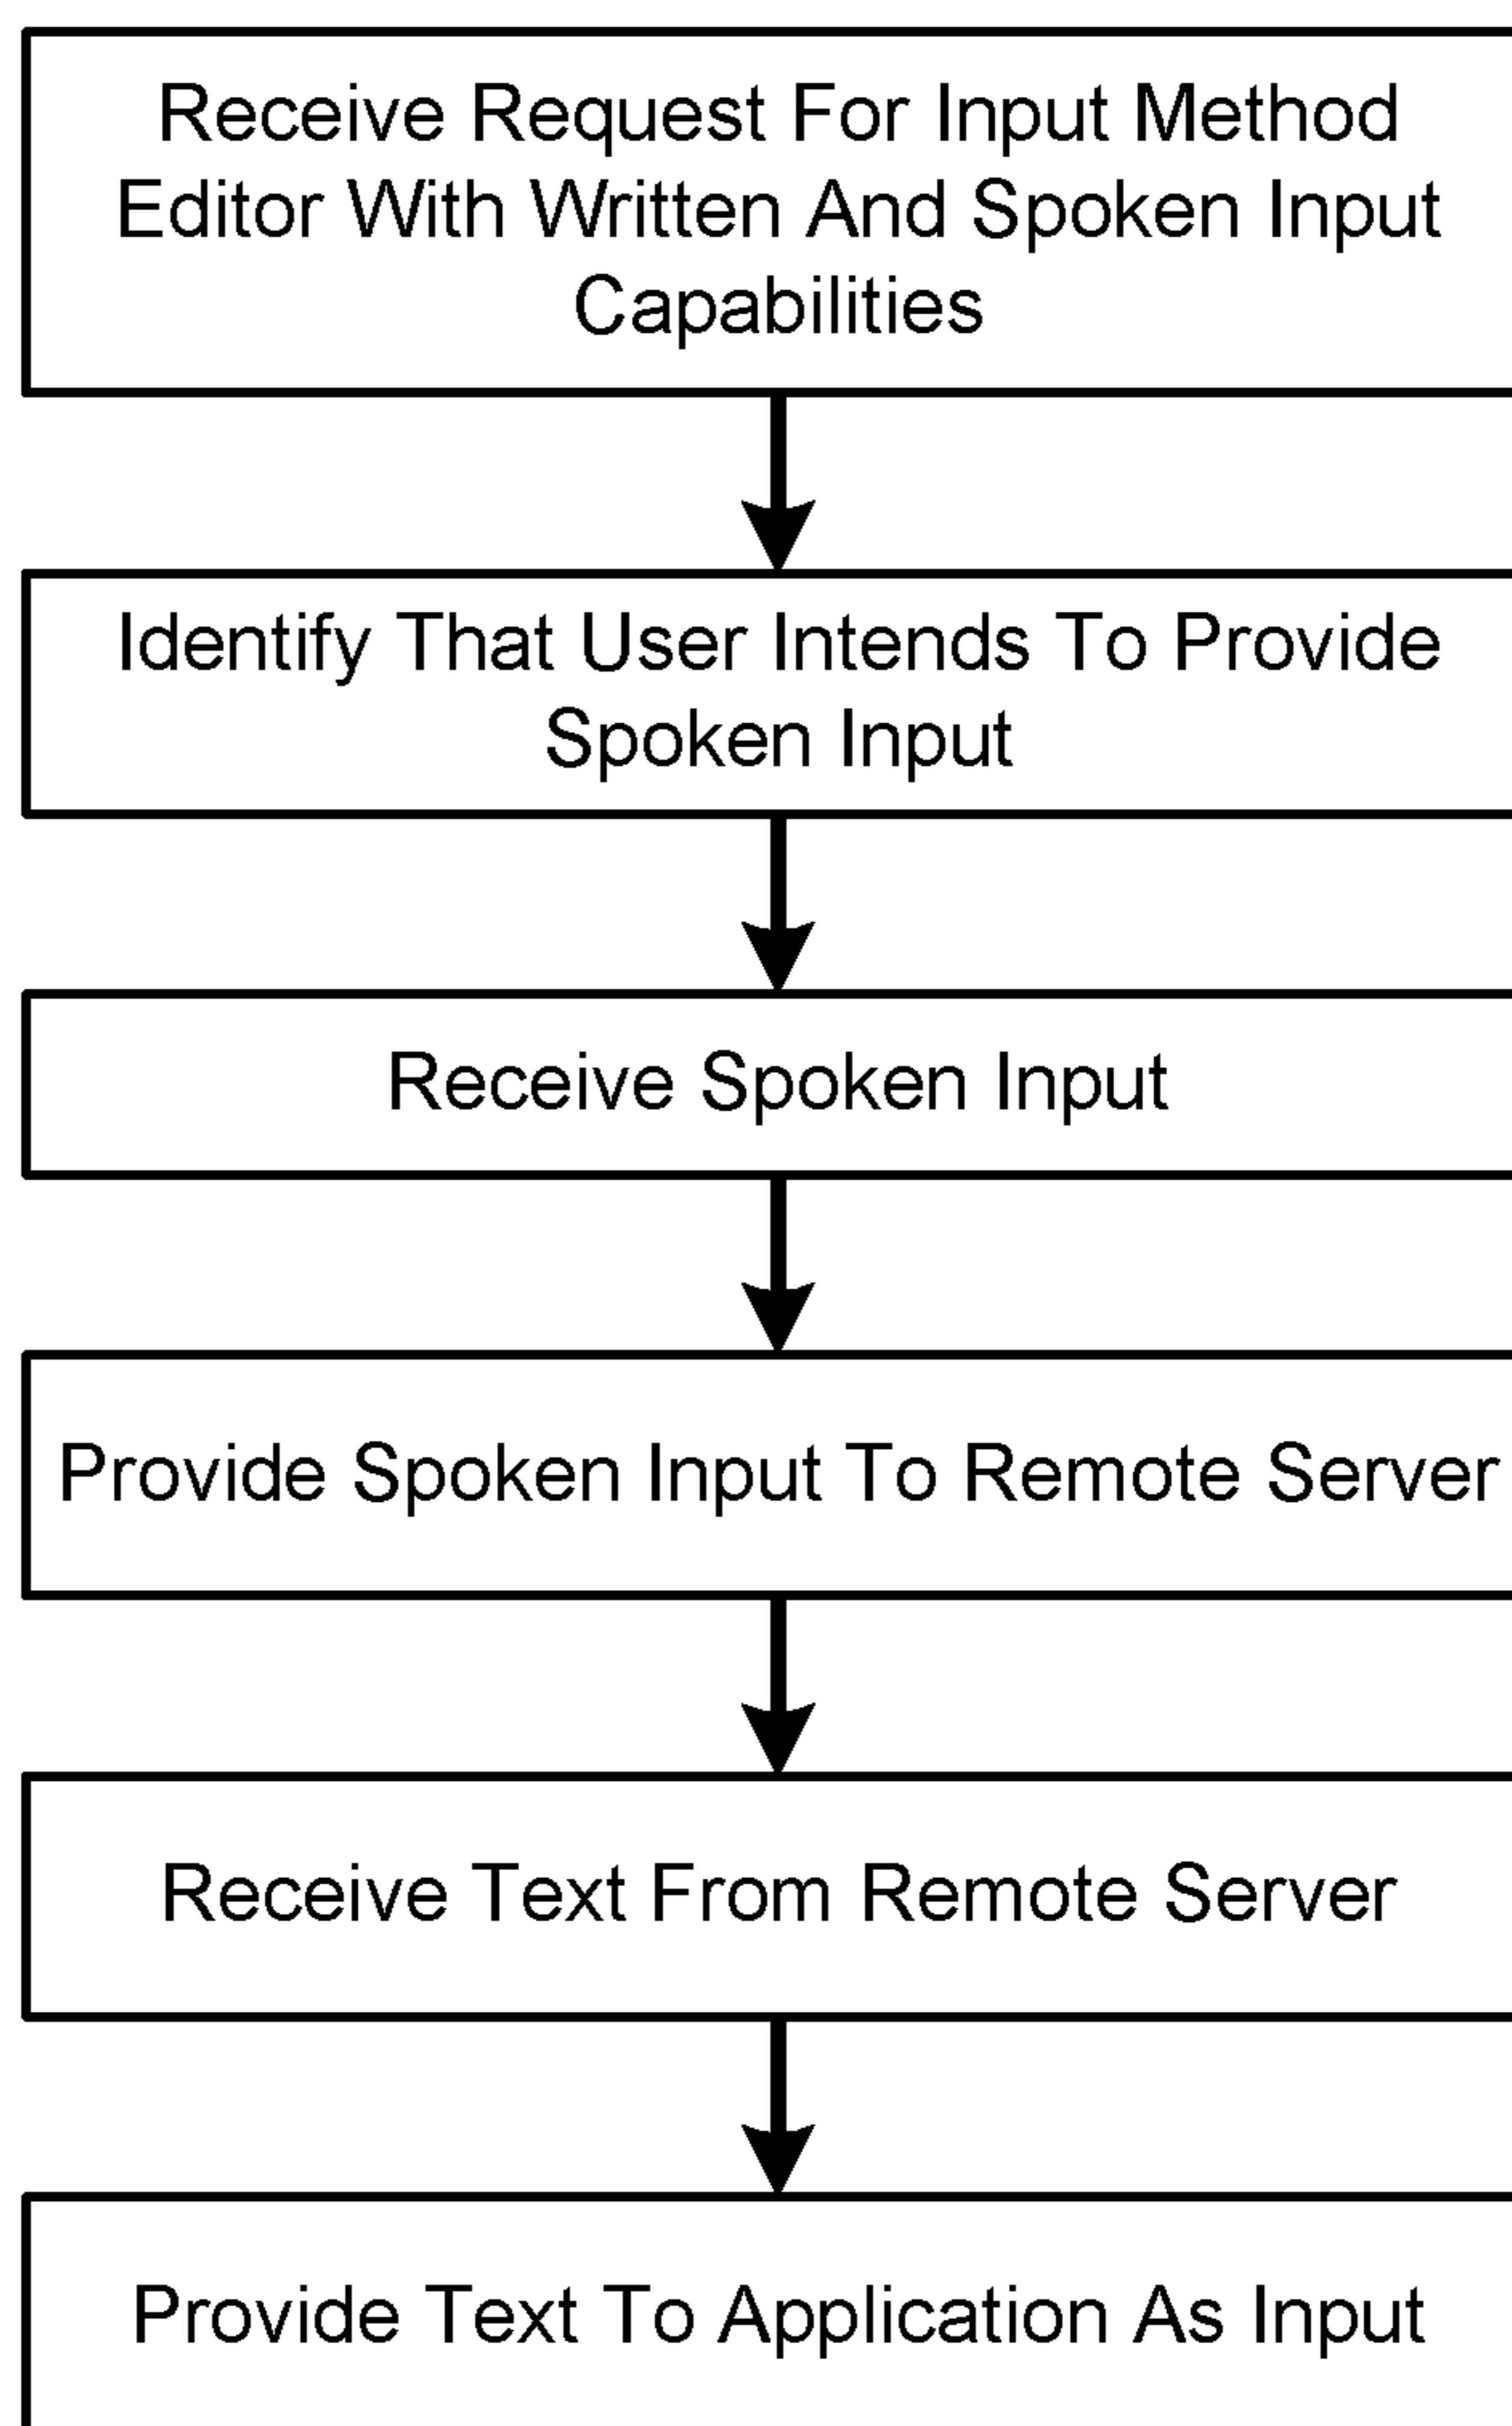 Receive Request For Input Method
Editor With Written And Spoken Input
Capabilities
Identify That User Intends To Provide
Spoken Input
Receive Spoken Input
Provide Spoken Input To Remote Server
Receive Text From Remote Server
Provide Text To Application As Input